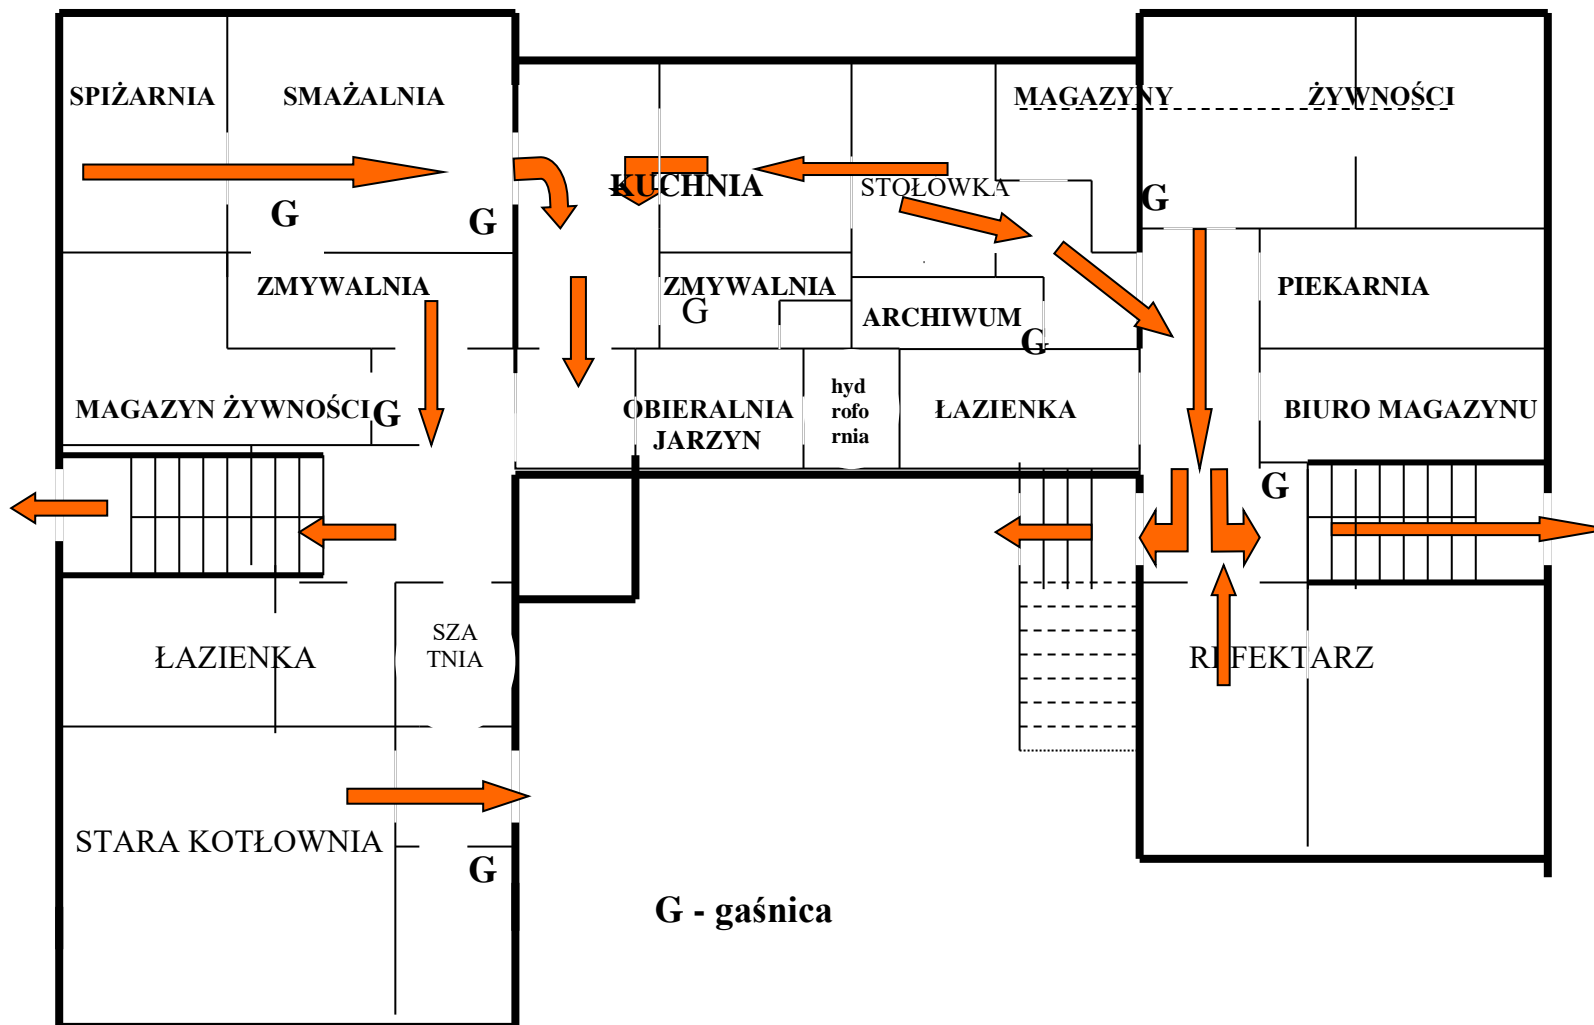 SPIŻARNIA
SMAŻALNIA
MAGAZYNY
ŻYWNOŚCI
KUCHNIA
STOŁOWKA
G
G
G
ZMYWALNIA
ZMYWALNIA
PIEKARNIA
G
ARCHIWUM
G
MAGAZYN ŻYWNOŚCI
G
OBIERALNIA
JARZYN
hyd
rofo
rnia
ŁAZIENKA
BIURO MAGAZYNU
G
ŁAZIENKA
SZA
TNIA
REFEKTARZ
STARA KOTŁOWNIA
G
G - gaśnica